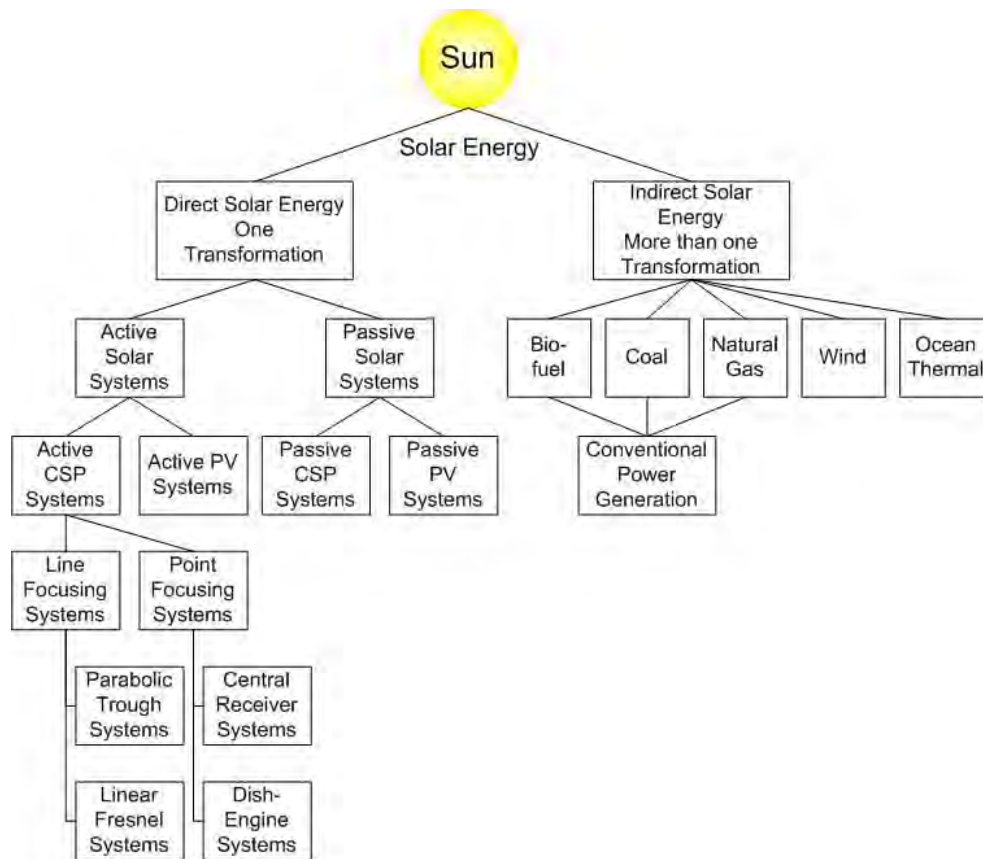 Sun
Solar Energy
Direct Solar Energy
One
Transformation
Indirect Solar
Energy
More than one
Transformation
Active
Solar
Systems
Passive
Solar
Systems
Bio-
fuel
Coal
Natural
Gas
Wind
Ocean
Thermal
Active
CSP
Systems
Active PV
Systems
Passive
CSP
Systems
Passive
PV
Systems
Conventional
Power
Generation
Line
Focusing
Systems
Point
Focusing
Systems
Parabolic
Trough
Systems
Central
Receiver
Systems
Linear
Fresnel
Systems
Dish-
Engine
Systems